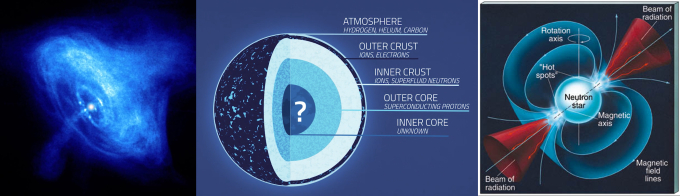 ATMOSPHERE
HYDROGEN, HELIUM, CARBON
OUTER CRUST
IONS, ELECTRONS
INNER CRUST
IONS, SUPERFLUID NEUTRONS
OUTER CORE
SUPERCONDUCTING PROTONS
INNER CORE
UNKNOWN
?
Beam of
radiation
Rotation
axis
"Hot
spots"
Neutron
star
Magnetic
axis
Beam of
radiation
Magnetic
field
lines